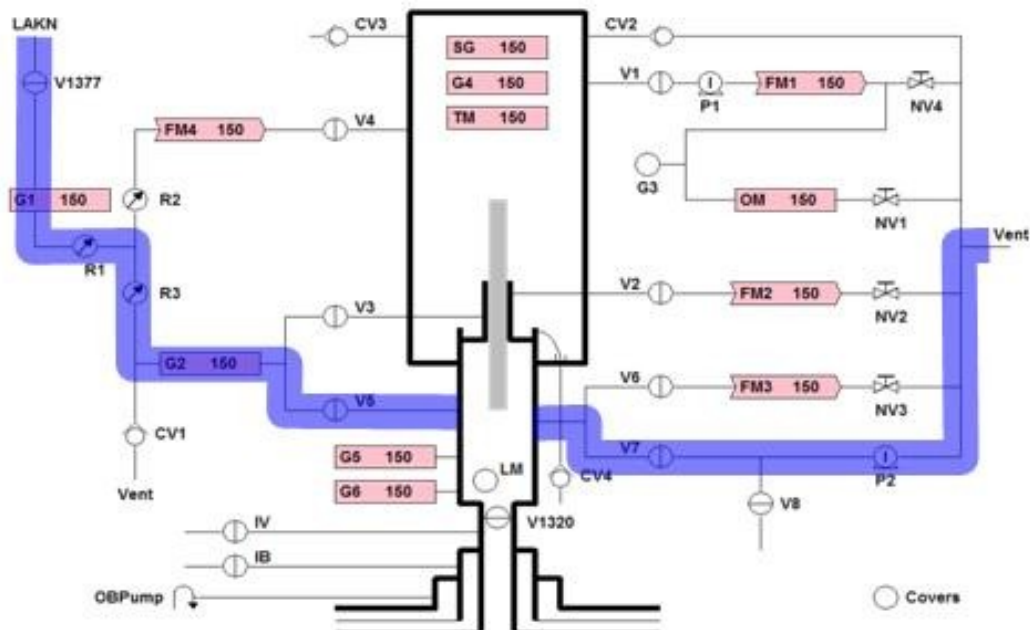 LAKN
CV3
CV2
V1377
SG 150
G4 150
TM 150
V1
P1
FM1 150
NV4
FM4 150
V4
G3
G1 150
R2
OM 150
NV1
Vent
R1
R3
V3
V2
FM2 150
NV2
G2 150
V5
V6
FM3 150
NV3
CV1
V7
P2
G5 150
LM
CV4
G6 150
Vent
V8
IV
V1320
IB
OBPump
Covers